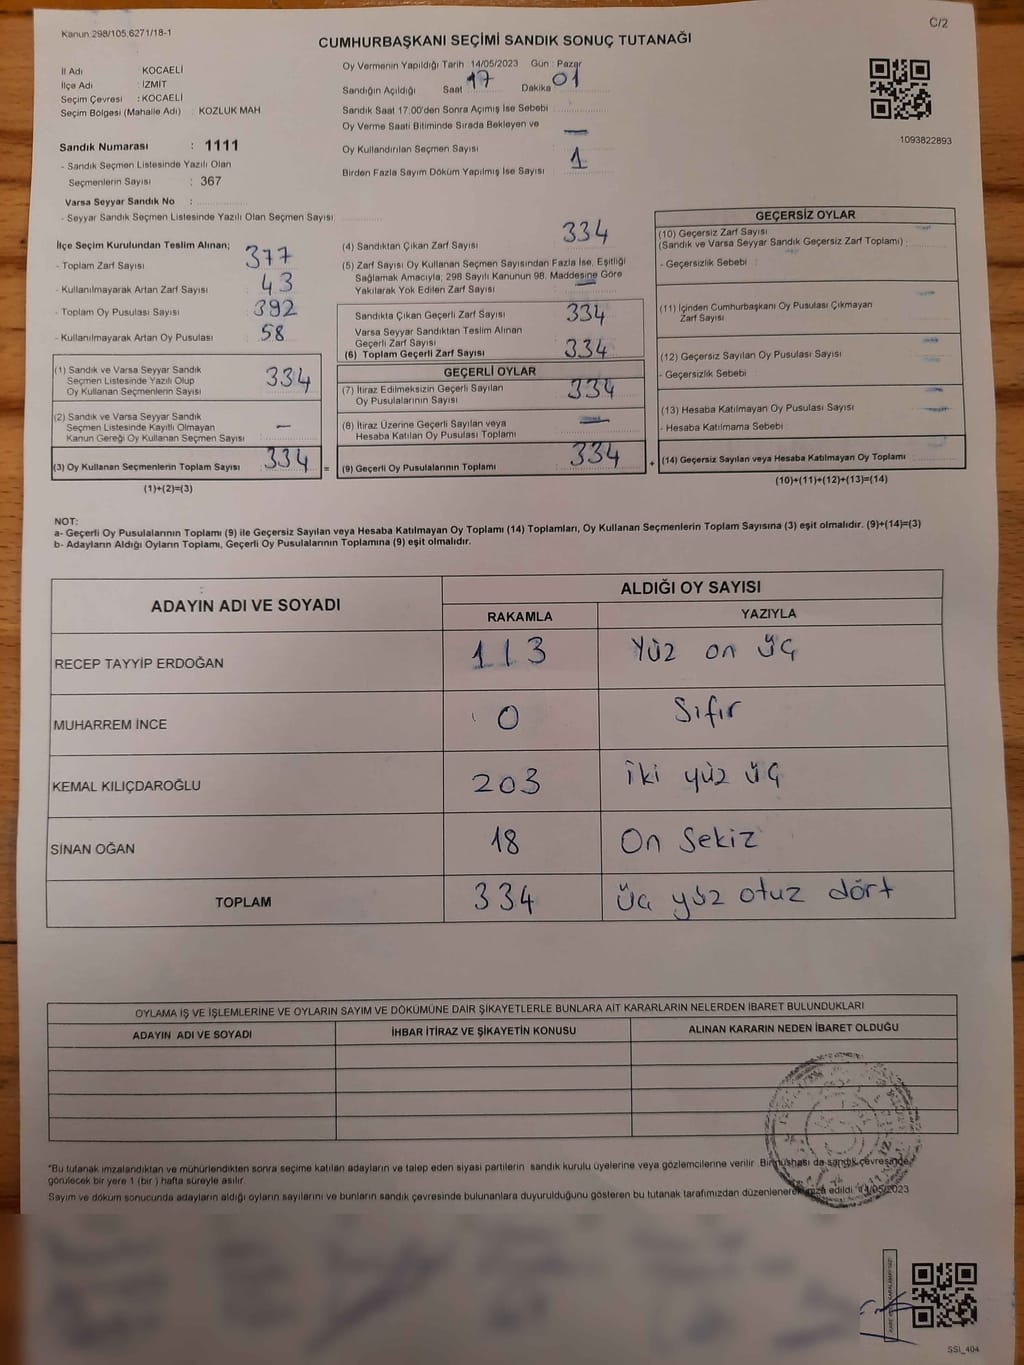 Kanun 298/105.6271/18-1
C/2
CUMHURBAŞKANI SEÇİMİ SANDIK SONUÇ TUTANAĞI
İl Adı : KOCAELİ
İlçe Adı : İZMİT
Seçim Çevresi : KOCAELİ
Seçim Bölgesi (Mahalle Adı) : KOZLUK MAH
Sandık Numarası : 1111
- Sandık Seçmen Listesinde Yazılı Olan
Seçmenlerin Sayısı : 367
Varsa Seyyar Sandık No :
- Seyyar Sandık Seçmen Listesinde Yazılı Olan Seçmen Sayısı:
Oy Vermenin Yapıldığı Tarih 14/05/2023 Gün : Pazar
Sandığın Açıldığı Saat 17 Dakika 01
Sandık Saat 17.00'den Sonra Açımış İse Sebebi
Oy Verme Saati Bitiminde Sırada Bekleyen ve —
Oy Kullandırılan Seçmen Sayısı
Birden Fazla Sayım Döküm Yapılmış İse Sayısı 1
1093822893
İlçe Seçim Kurulundan Teslim Alınan;
- Toplam Zarf Sayısı 377
- Kullanılmayarak Artan Zarf Sayısı 43
- Toplam Oy Pusulası Sayısı 392
- Kullanılmayarak Artan Oy Pusulası 58
(1) Sandık ve Varsa Seyyar Sandık
Seçmen Listesinde Yazılı Olup
Oy Kullanan Seçmenlerin Sayısı 334
(2) Sandık ve Varsa Seyyar Sandık
Seçmen Listesinde Kayıtlı Olmayan
Kanun Gereği Oy Kullanan Seçmen Sayısı —
(3) Oy Kullanan Seçmenlerin Toplam Sayısı 334 =
(1)+(2)=(3)
(4) Sandıktan Çıkan Zarf Sayısı 334
(5) Zarf Sayısı Oy Kullanan Seçmen Sayısından Fazla İse, Eşitliği
Sağlamak Amacıyla; 298 Sayılı Kanunun 98. Maddesine Göre
Yakılarak Yok Edilen Zarf Sayısı —
Sandıkta Çıkan Geçerli Zarf Sayısı 334
Varsa Seyyar Sandıktan Teslim Alınan
Geçerli Zarf Sayısı
(6) Toplam Geçerli Zarf Sayısı 334
GEÇERLİ OYLAR
(7) İtiraz Edilmeksizin Geçerli Sayılan
Oy Pusulalarının Sayısı 334
(8) İtiraz Üzerine Geçerli Sayılan veya
Hesaba Katılan Oy Pusulası Toplamı —
(9) Geçerli Oy Pusulalarının Toplamı 334 +
GEÇERSİZ OYLAR
(10) Geçersiz Zarf Sayısı —
(Sandık ve Varsa Seyyar Sandık Geçersiz Zarf Toplamı) :
- Geçersizlik Sebebi : —
(11) İçinden Cumhurbaşkanı Oy Pusulası Çıkmayan —
Zarf Sayısı
(12) Geçersiz Sayılan Oy Pusulası Sayısı —
- Geçersizlik Sebebi
(13) Hesaba Katılmayan Oy Pusulası Sayısı —
- Hesaba Katılmama Sebebi
(14) Geçersiz Sayılan veya Hesaba Katılmayan Oy Toplamı —
(10)+(11)+(12)+(13)=(14)
NOT:
a- Geçerli Oy Pusulalarının Toplamı (9) ile Geçersiz Sayılan veya Hesaba Katılmayan Oy Toplamı (14) Toplamları, Oy Kullanan Seçmenlerin Toplam Sayısına (3) eşit olmalıdır. (9)+(14)=(3)
b- Adayların Aldığı Oyların Toplamı, Geçerli Oy Pusulalarının Toplamına (9) eşit olmalıdır.
ADAYIN ADI VE SOYADI ALDIĞI OY SAYISI
RAKAMLA YAZIYLA
RECEP TAYYİP ERDOĞAN 113 Yüz on üç
MUHARREM İNCE 0 Sıfır
KEMAL KILIÇDAROĞLU 203 iki yüz üç
SİNAN OĞAN 18 On Sekiz
TOPLAM 334 Üç yüz otuz dört
OYLAMA İŞ VE İŞLEMLERİNE VE OYLARIN SAYIM VE DÖKÜMÜNE DAİR ŞİKAYETLERLE BUNLARA AİT KARARLARIN NELERDEN İBARET BULUNDUKLARI
ADAYIN ADI VE SOYADI İHBAR İTİRAZ VE ŞİKAYETİN KONUSU ALINAN KARARIN NEDEN İBARET OLDUĞU
*Bu tutanak imzalandıktan ve mühürlendikten sonra seçime katılan adayların ve talep eden siyasi partilerin sandık kurulu üyelerine veya gözlemcilerine verilir. Bir nüshası da sandık çevresinde
görülecek bir yere 1 (bir ) hafta süreyle asılır.
Sayım ve döküm sonucunda adayların aldığı oyların sayılarını ve bunların sandık çevresinde bulunanlara duyurulduğunu gösteren bu tutanak tarafımızdan düzenlenerek imza edildi. 14/05/2023
SSI_404